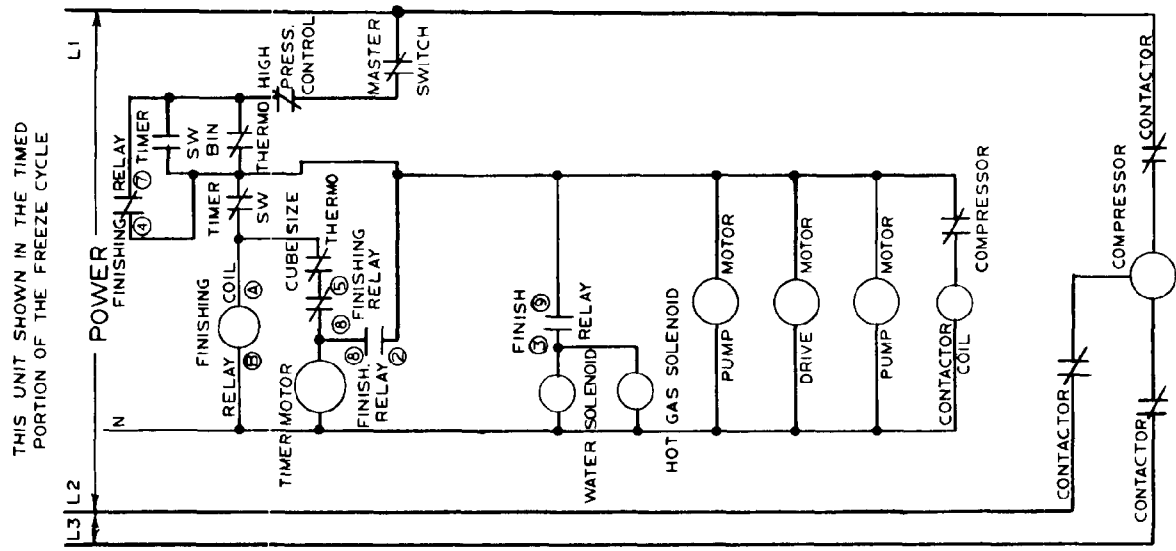 THIS UNIT SHOWN IN THE TIMED
PORTION OF THE FREEZE CYCLE
L3
L2
POWER
L1
N
FINISHING RELAY
4
7
TIMER
SW
BIN
THERMO
HIGH
PRESS.
CONTROL
MASTER
SWITCH
TIMER
SW
FINISHING
RELAY COIL
B
A
CUBE SIZE
THERMO
TIMER MOTOR
8
5
FINISHING
RELAY
FINISH.
RELAY
8
2
FINISH
RELAY
3
9
WATER SOLENOID
HOT GAS SOLENOID
PUMP MOTOR
DRIVE MOTOR
PUMP MOTOR
CONTACTOR
COIL
COMPRESSOR
CONTACTOR
COMPRESSOR
CONTACTOR
CONTACTOR